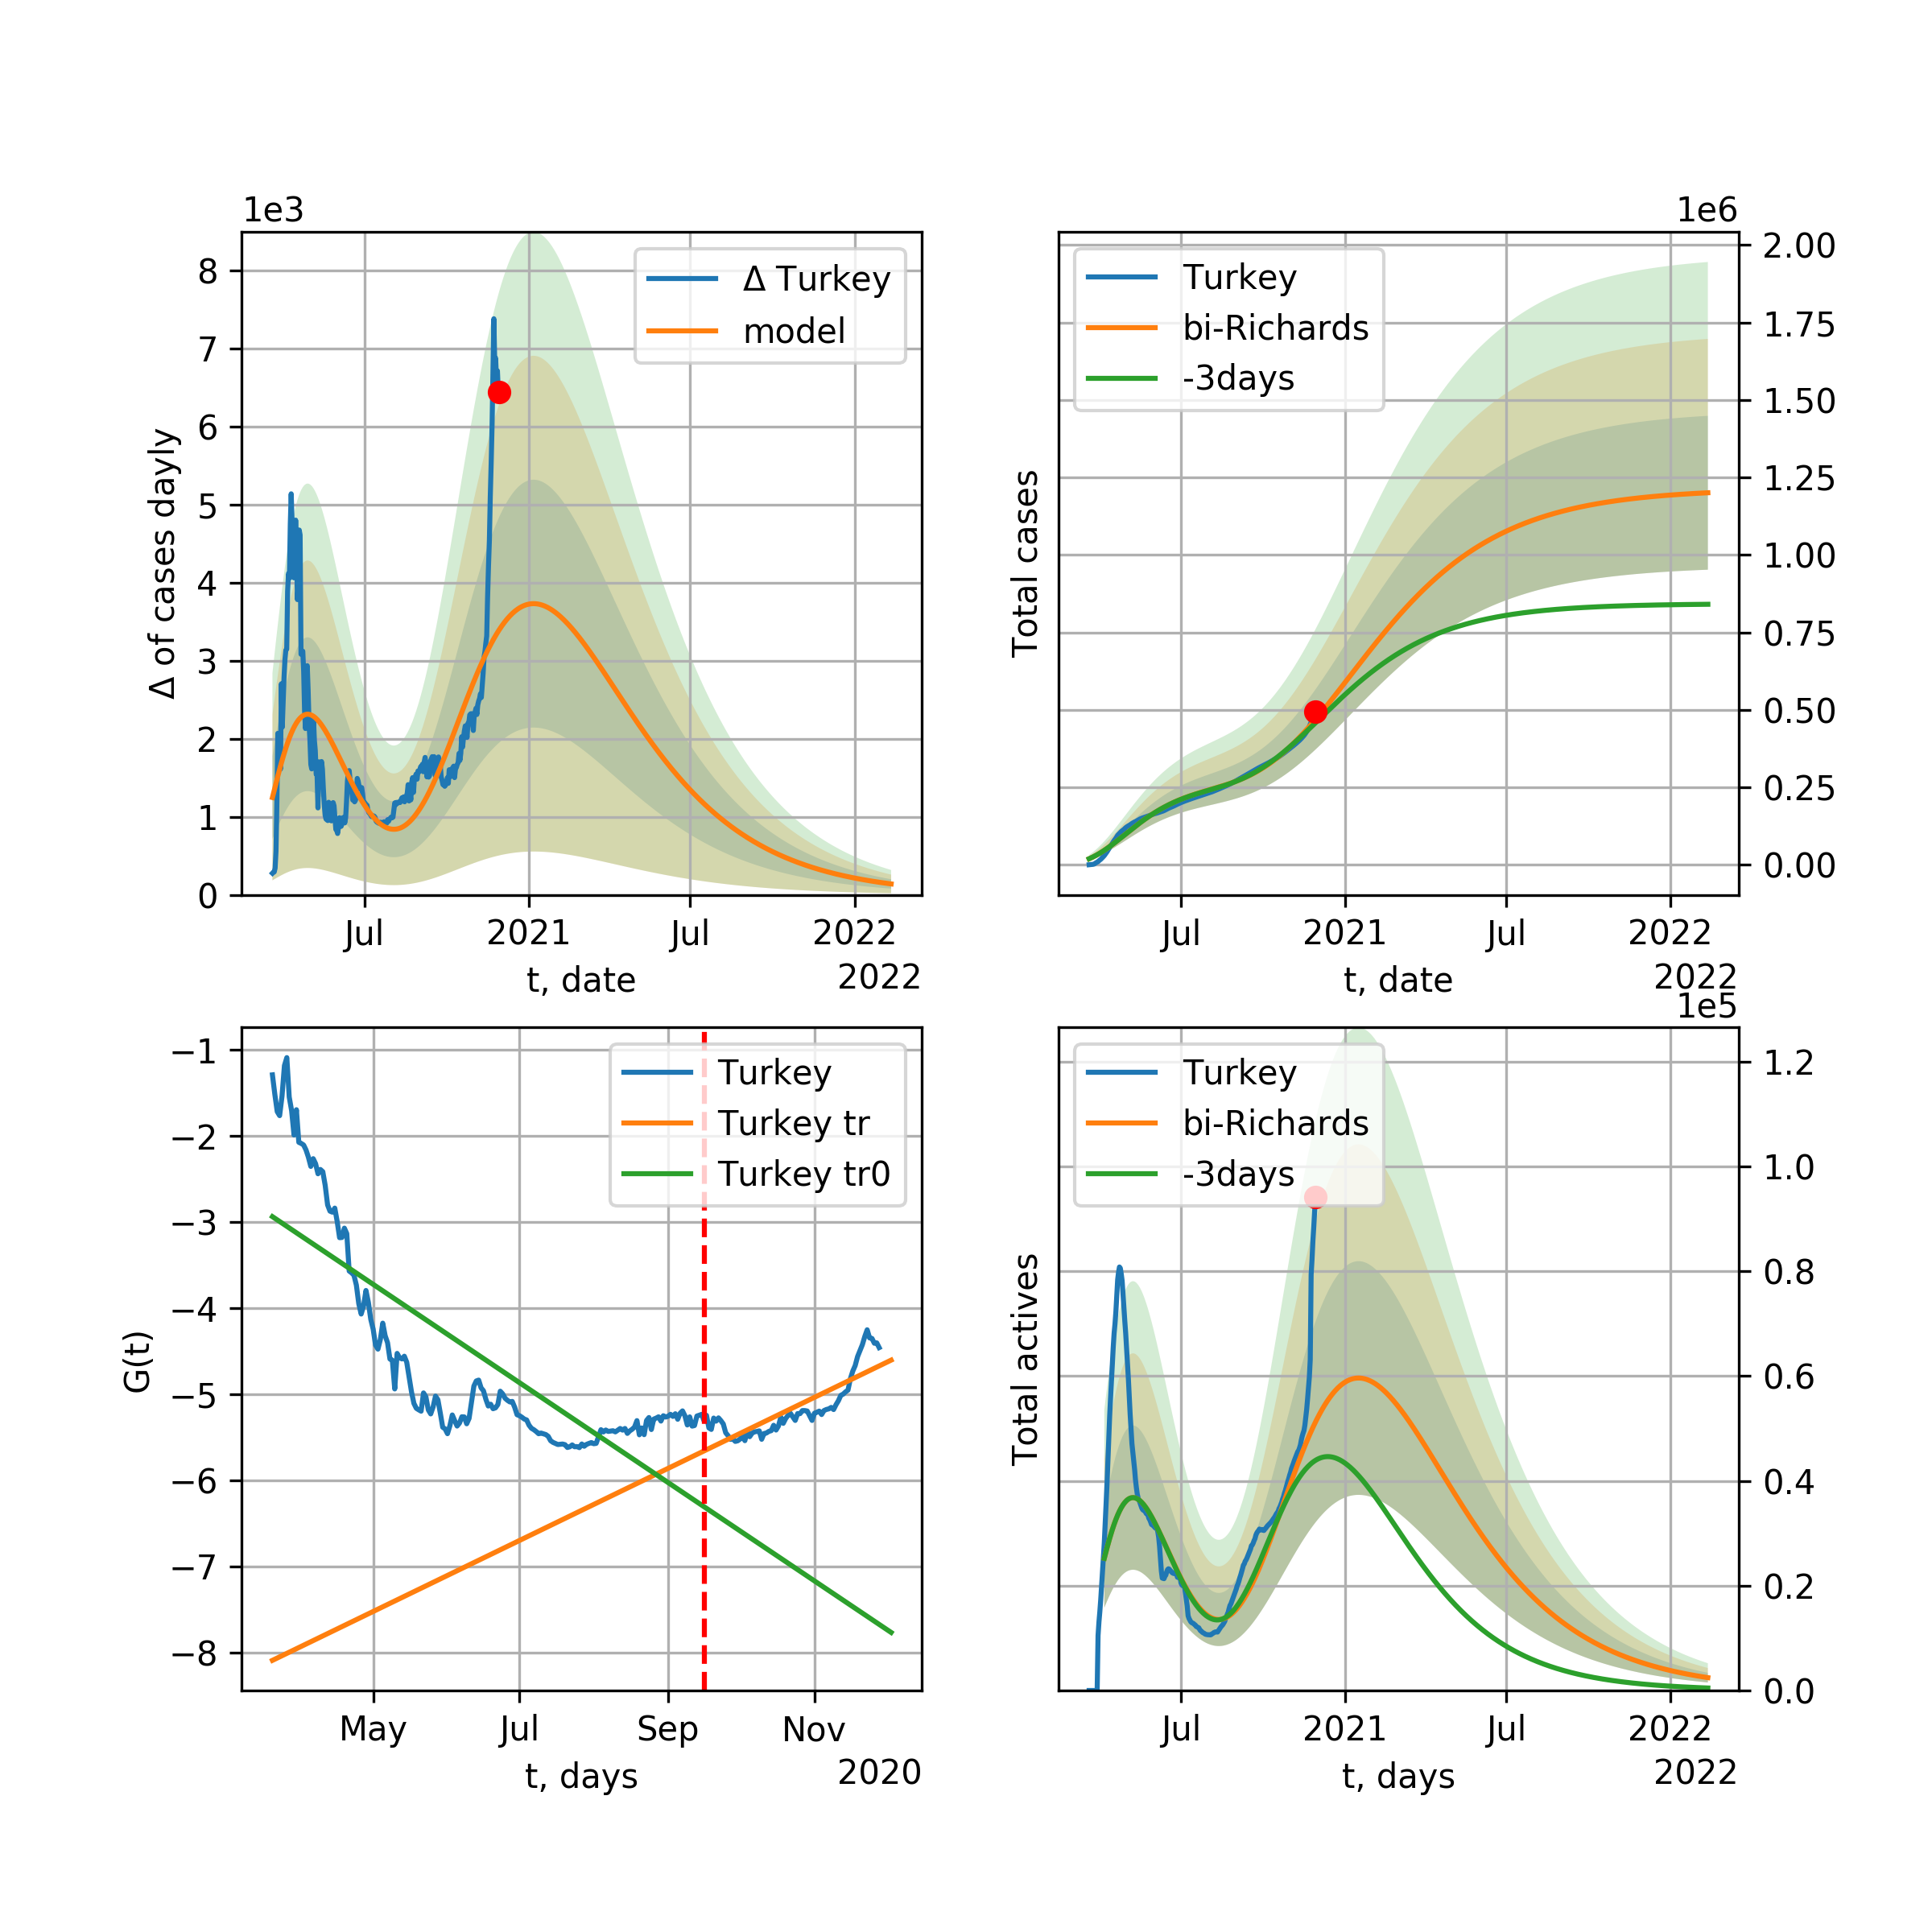 1e3
8
7
6
5
4
3
2
1
0
Δ of cases dayly
Δ Turkey
model
Jul
2021
Jul
2022
t, date
2022
1e6
2.00
1.75
1.50
1.25
1.00
0.75
0.50
0.25
0.00
Total cases
Turkey
bi-Richards
-3days
Jul
2021
Jul
2022
t, date
2022
−1
−2
−3
−4
−5
−6
−7
−8
G(t)
Turkey
Turkey tr
Turkey tr0
May
Jul
Sep
Nov
t, days
2020
1e5
1.2
1.0
0.8
0.6
0.4
0.2
0.0
Total actives
Turkey
bi-Richards
-3days
Jul
2021
Jul
2022
t, days
2022